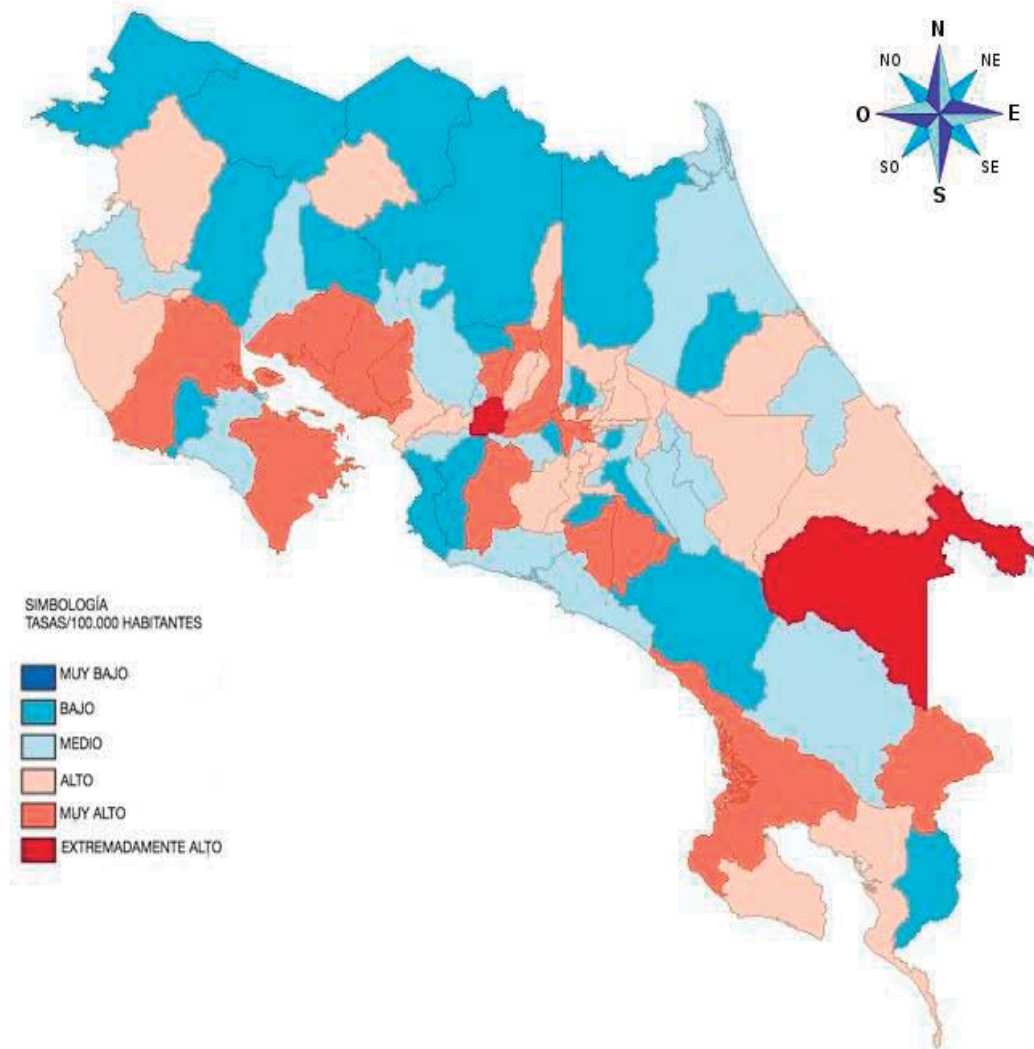 N
NO
NE
O
E
SO
SE
S
SIMBOLOGÍA
TASAS/100.000 HABITANTES
MUY BAJO
BAJO
MEDIO
ALTO
MUY ALTO
EXTREMADAMENTE ALTO